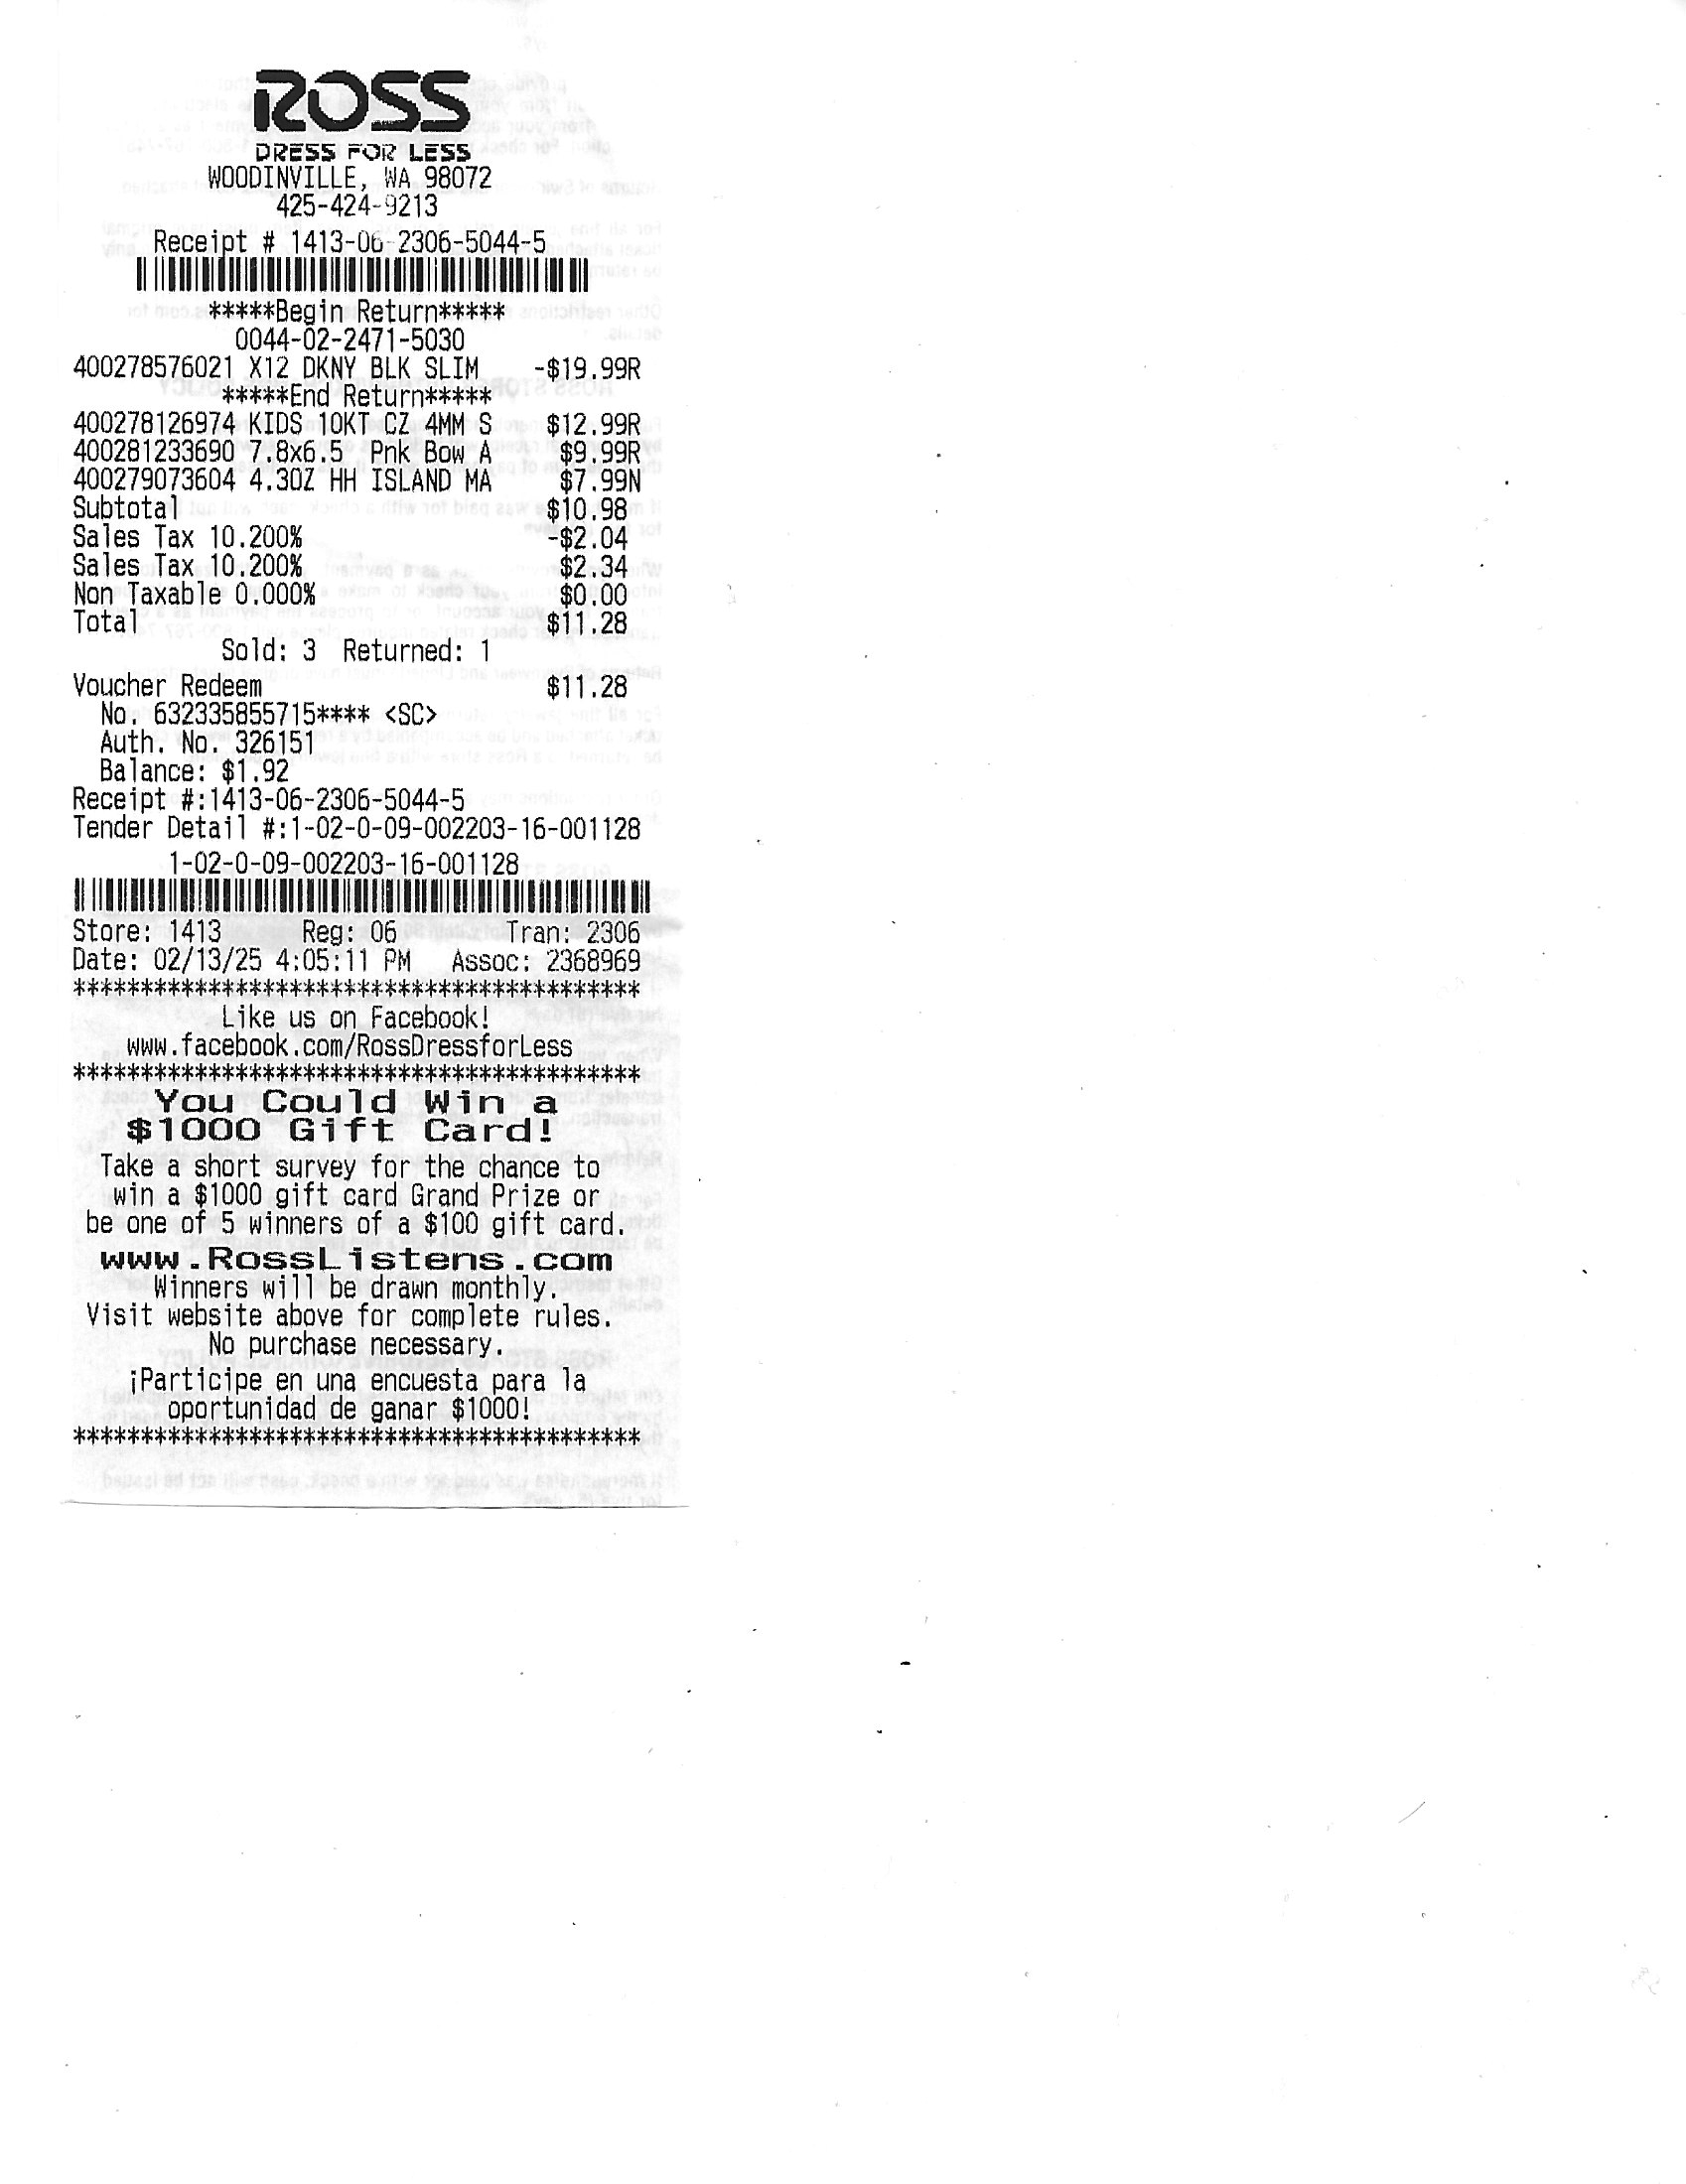 ROSS
DRESS FOR LESS
WOODINVILLE, WA 98072
425-424-9213
Receipt # 1413-06-2306-5044-5
*****Begin Return*****
0044-02-2471-5030
400278576021 X12 DKNY BLK SLIM -$19.99R
*****End Return*****
400278126974 KIDS 10KT CZ 4MM S $12.99R
400281233690 7.8x6.5" Pnk Bow A $9.99R
400279073604 4.3OZ HH ISLAND MA $7.99N
Subtotal $10.98
Sales Tax 10.200% -$2.04
Sales Tax 10.200% $2.34
Non Taxable 0.000% $0.00
Total $11.28
Sold: 3 Returned: 1
Voucher Redeem $11.28
No. 632335855715**** <SC>
Auth. No. 326151
Balance: $1.92
Receipt #:1413-06-2306-5044-5
Tender Detail #:1-02-0-09-002203-16-001128
1-02-0-09-002203-16-001128
Store: 1413 Reg: 06 Tran: 2306
Date: 02/13/25 4:05:11 PM Assoc: 2368969
******************************************
Like us on Facebook!
www.facebook.com/RossDressforLess
******************************************
You Could Win a
$1000 Gift Card!
Take a short survey for the chance to
win a $1000 gift card Grand Prize or
be one of 5 winners of a $100 gift card.
www.RossListens.com
Winners will be drawn monthly.
Visit website above for complete rules.
No purchase necessary.
¡Participe en una encuesta para la
oportunidad de ganar $1000!
******************************************